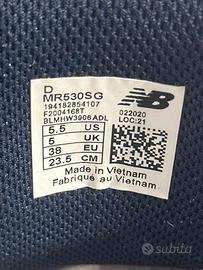 D
MR530SG
194182854107
F2004168T
BLMHW3906ADL
NB
022020
LOC:21
5.5 US
5 UK
38 EU
23.5 CM
Made in Vietnam
Fabriqué au Vietnam
subito